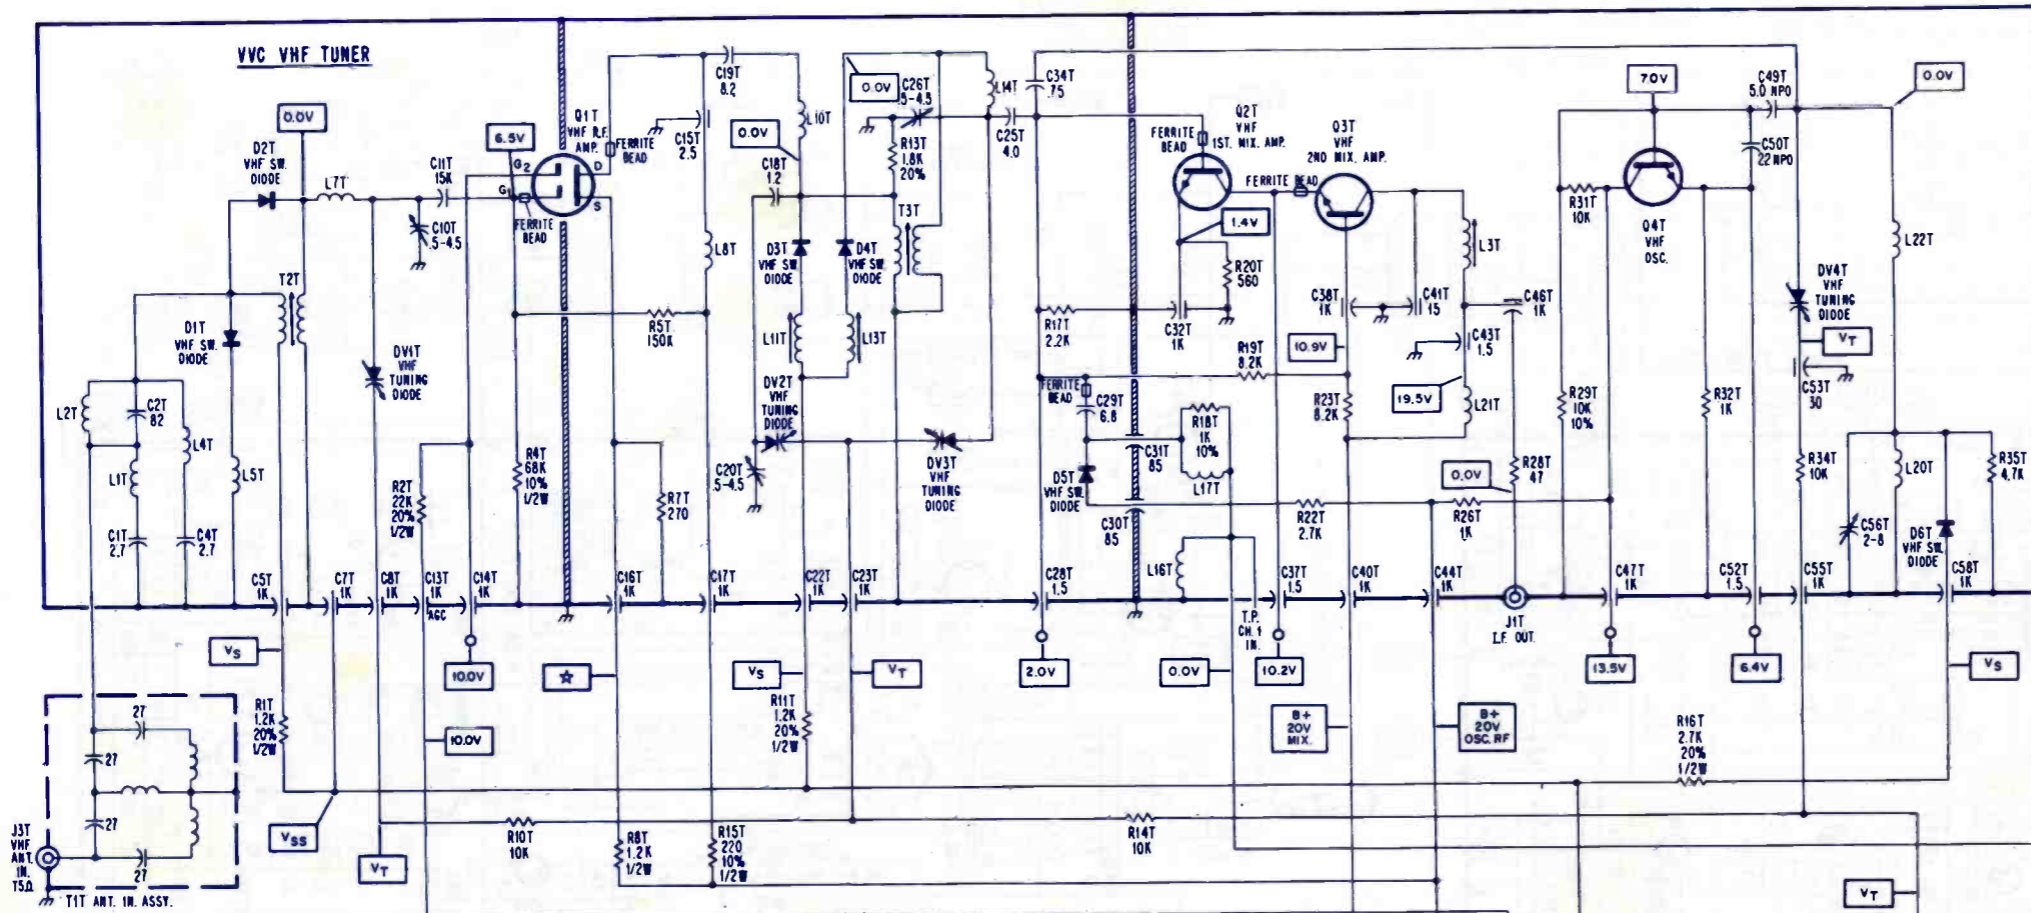 VVC VHF TUNER
D2T
VHF SW.
DIODE
0.0V
L7T
C11T
15K
C10T
.5-4.5
6.5V
G2
G1
D
S
Q1T
VHF R.F.
AMP.
FERRITE
BEAD
FERRITE
BEAD
C15T
2.5
C19T
8.2
L10T
0.0V
C18T
1.2
0.0V
C26T
.5-4.5
R13T
1.8K
20%
L14T
C25T
4.0
C34T
.75
FERRITE
BEAD
Q2T
VHF
1ST. MIX. AMP.
Q3T
VHF
2ND MIX. AMP.
FERRITE BEAD
1.4V
70V
C49T
5.0 NPO
C50T
22 NPO
0.0V
R31T
10K
Q4T
VHF
OSC.
L22T
D1T
VHF SW.
DIODE
T2T
DV1T
VHF
TUNING
DIODE
R5T
150K
L8T
D3T
VHF SW.
DIODE
D4T
VHF SW.
DIODE
T3T
L11T
L13T
R17T
2.2K
C32T
1K
R20T
560
R19T
8.2K
C38T
1K
10.9V
C41T
15
L3T
C43T
1.5
C46T
1K
19.5V
L21T
DV4T
VHF
TUNING
DIODE
VT
C53T
30
L2T
C2T
82
L4T
L1T
L5T
C1T
2.7
C4T
2.7
R2T
22K
20%
1/2W
R4T
68K
10%
1/2W
R7T
270
DV2T
VHF
TUNING
DIODE
C20T
.5-4.5
DV3T
VHF
TUNING
DIODE
FERRITE
BEAD
C29T
6.8
D5T
VHF SW.
DIODE
C31T
85
C30T
85
R18T
1K
10%
L17T
R23T
8.2K
R22T
2.7K
0.0V
R26T
1K
R28T
47
R29T
10K
10%
R32T
1K
R34T
10K
L20T
R35T
4.7K
C56T
2-8
D6T
VHF SW.
DIODE
C5T
1K
C7T
1K
C8T
1K
C13T
1K
AGC
C14T
1K
C16T
1K
C17T
1K
C22T
1K
C23T
1K
C28T
1.5
L16T
T.P.
CH. 1
IN.
C37T
1.5
C40T
1K
C44T
1K
J1T
I.F. OUT.
C47T
1K
C52T
1.5
C55T
1K
C58T
1K
VS
10.0V
☆
VS
VT
2.0V
0.0V
10.2V
13.5V
6.4V
VS
R1T
1.2K
20%
1/2W
10.0V
R11T
1.2K
20%
1/2W
B+
20V
MIX.
B+
20V
OSC. RF
R16T
2.7K
20%
1/2W
27
27
27
27
J3T
VHF
ANT.
IN.
75Ω
T1T ANT. IN. ASSY.
VSS
VT
R10T
10K
R8T
1.2K
1/2W
R15T
220
10%
1/2W
R14T
10K
VT